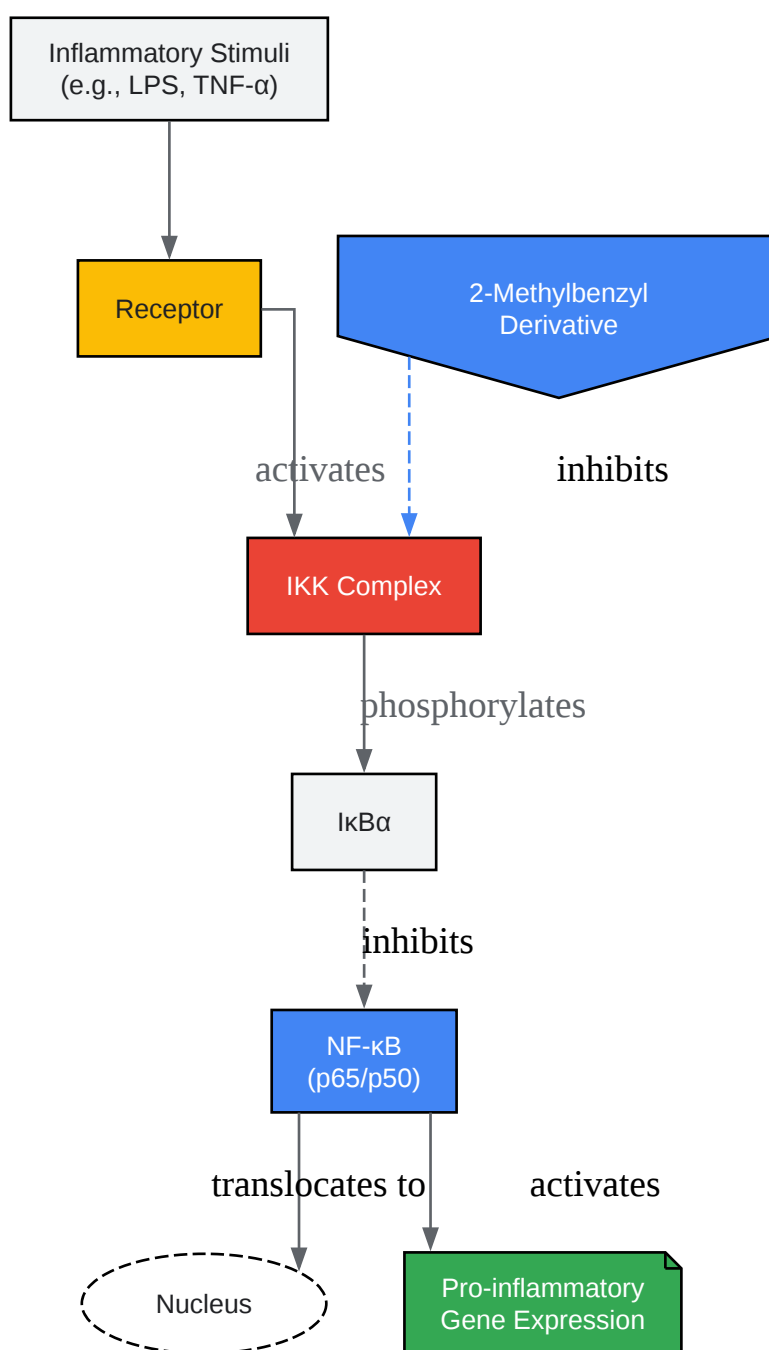 Inflammatory Stimuli
(e.g., LPS, TNF-α)
Receptor
2-Methylbenzyl
Derivative
activates
inhibits
IKK Complex
phosphorylates
IκBα
inhibits
NF-κB
(p65/p50)
translocates to
activates
Nucleus
Pro-inflammatory
Gene Expression